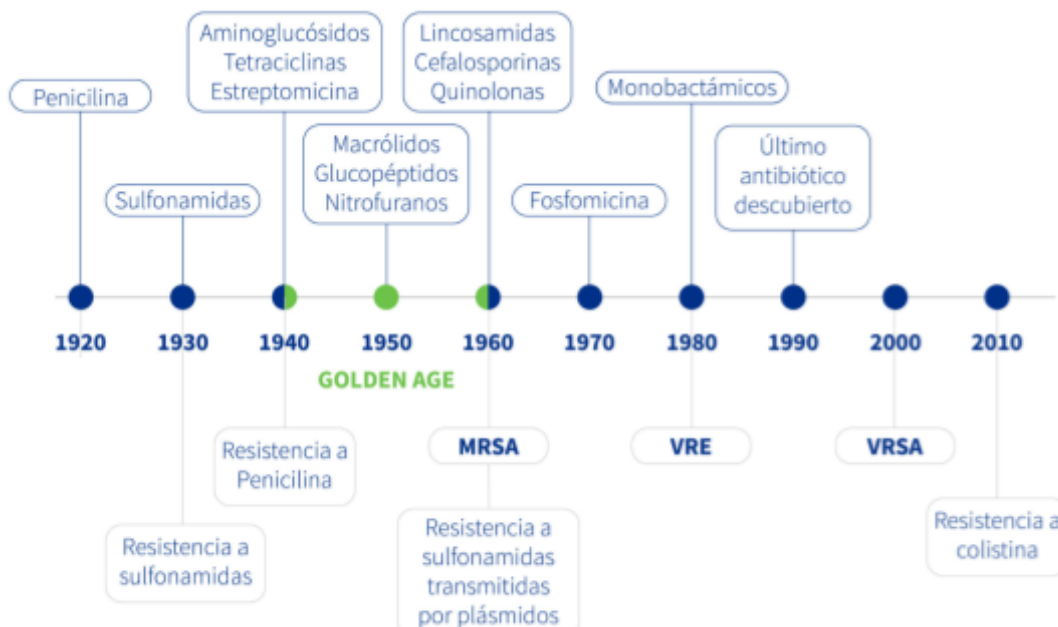 Penicilina
Sulfonamidas
Aminoglucósidos
Tetraciclinas
Estreptomicina
Macrólidos
Glucopéptidos
Nitrofuranos
Lincosamidas
Cefalosporinas
Quinolonas
Fosfomicina
Monobactámicos
Último
antibiótico
descubierto
1920
1930
1940
1950
1960
1970
1980
1990
2000
2010
GOLDEN AGE
Resistencia a
sulfonamidas
Resistencia a
Penicilina
MRSA
Resistencia a
sulfonamidas
transmitidas
por plásmidos
VRE
VRSA
Resistencia a
colistina